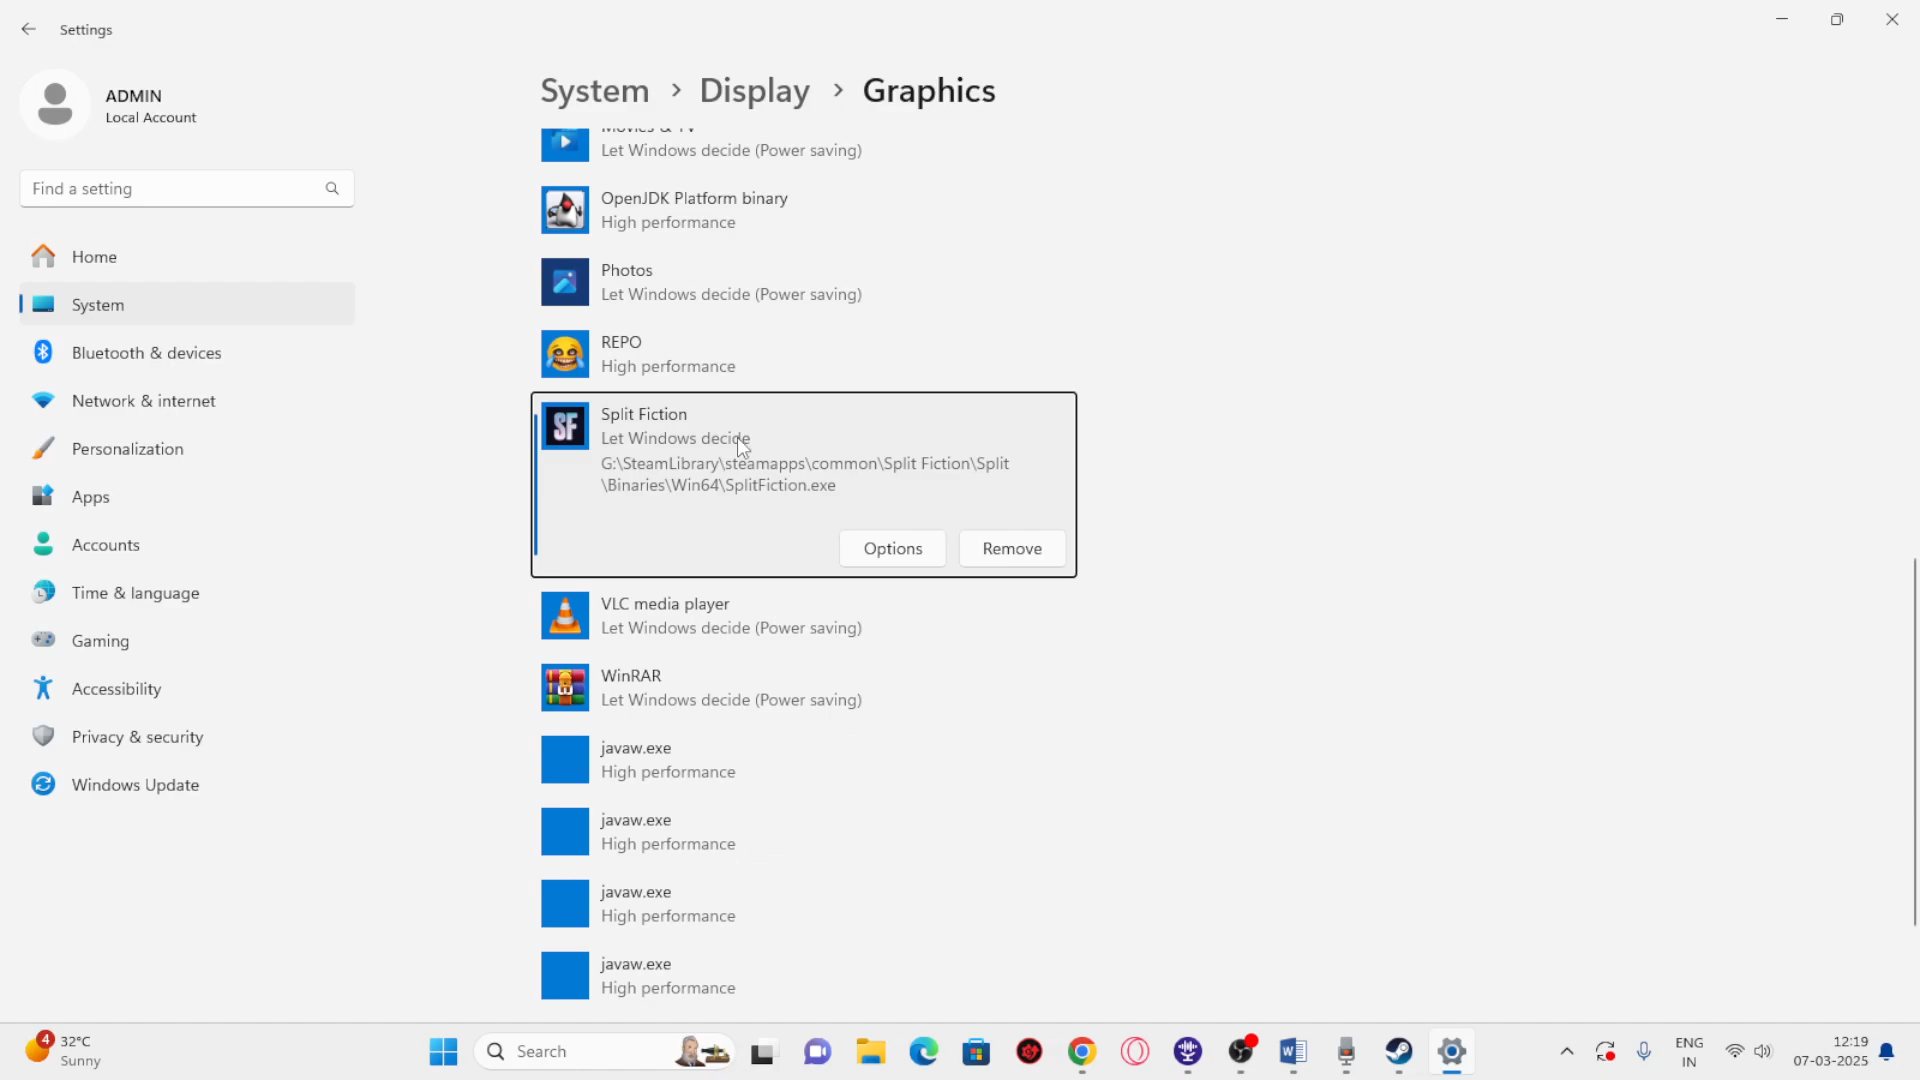 Settings
ADMIN
Local Account
Find a setting
Home
System
Bluetooth & devices
Network & internet
Personalization
Apps
Accounts
Time & language
Gaming
Accessibility
Privacy & security
Windows Update
System > Display > Graphics
Movies & TV
Let Windows decide (Power saving)
OpenJDK Platform binary
High performance
Photos
Let Windows decide (Power saving)
REPO
High performance
SF
Split Fiction
Let Windows decide
G:\SteamLibrary\steamapps\common\Split Fiction\Split
\Binaries\Win64\SplitFiction.exe
Options
Remove
VLC media player
Let Windows decide (Power saving)
WinRAR
Let Windows decide (Power saving)
javaw.exe
High performance
javaw.exe
High performance
javaw.exe
High performance
javaw.exe
High performance
4
32°C
Sunny
Search
ENG
IN
12:19
07-03-2025